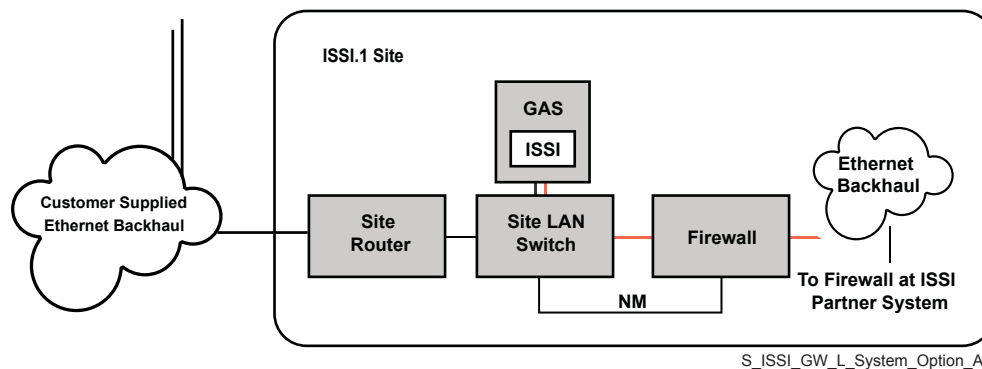 ISSI.1 Site
GAS
ISSI
Customer Supplied
Ethernet Backhaul
Site
Router
Site LAN
Switch
Firewall
Ethernet
Backhaul
NM
To Firewall at ISSI
Partner System
S_ISSI_GW_L_System_Option_A